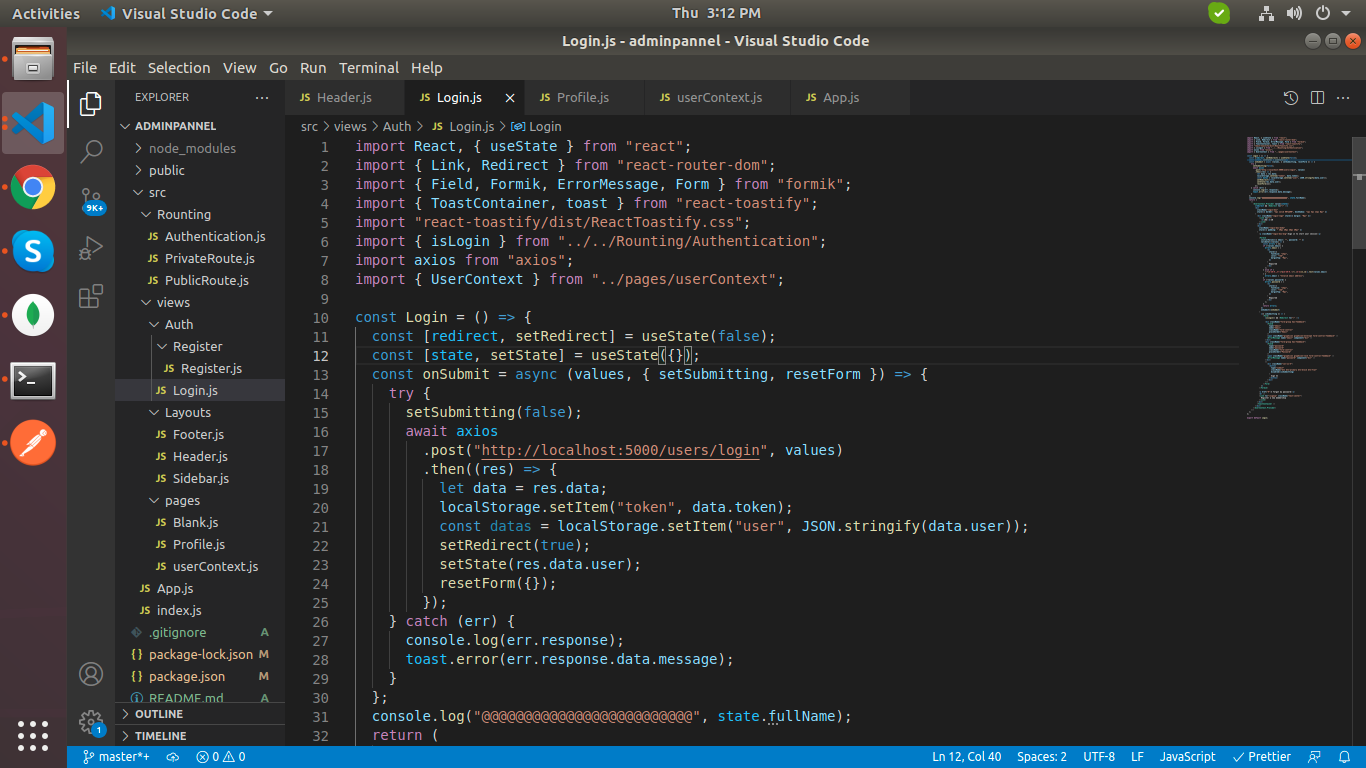 Activities
Visual Studio Code
Thu 3:12 PM
Login.js - adminpannel - Visual Studio Code
File Edit Selection View Go Run Terminal Help
EXPLORER
ADMINPANNEL
node_modules
public
src
Rounting
JS Authentication.js
JS PrivateRoute.js
JS PublicRoute.js
views
Auth
Register
JS Register.js
JS Login.js
Layouts
JS Footer.js
JS Header.js
JS Sidebar.js
pages
JS Blank.js
JS Profile.js
JS userContext.js
JS App.js
JS index.js
.gitignore A
{} package-lock.json M
{} package.json M
README.md A
OUTLINE
TIMELINE
9K+
1
JS Header.js
JS Login.js
JS Profile.js
JS userContext.js
JS App.js
src > views > Auth > JS Login.js > Login
1 import React, { useState } from "react";
2 import { Link, Redirect } from "react-router-dom";
3 import { Field, Formik, ErrorMessage, Form } from "formik";
4 import { ToastContainer, toast } from "react-toastify";
5 import "react-toastify/dist/ReactToastify.css";
6 import { isLogin } from "../../Rounting/Authentication";
7 import axios from "axios";
8 import { UserContext } from "../pages/userContext";
9
10 const Login = () => {
11 const [redirect, setRedirect] = useState(false);
12 const [state, setState] = useState({});
13 const onSubmit = async (values, { setSubmitting, resetForm }) => {
14 try {
15 setSubmitting(false);
16 await axios
17 .post("http://localhost:5000/users/login", values)
18 .then((res) => {
19 let data = res.data;
20 localStorage.setItem("token", data.token);
21 const datas = localStorage.setItem("user", JSON.stringify(data.user));
22 setRedirect(true);
23 setState(res.data.user);
24 resetForm({});
25 });
26 } catch (err) {
27 console.log(err.response);
28 toast.error(err.response.data.message);
29 }
30 };
31 console.log("@@@@@@@@@@@@@@@@@@@@@@@@@", state.fullName);
32 return (
master*+
0 0
Ln 12, Col 40
Spaces: 2
UTF-8
LF
JavaScript
Prettier